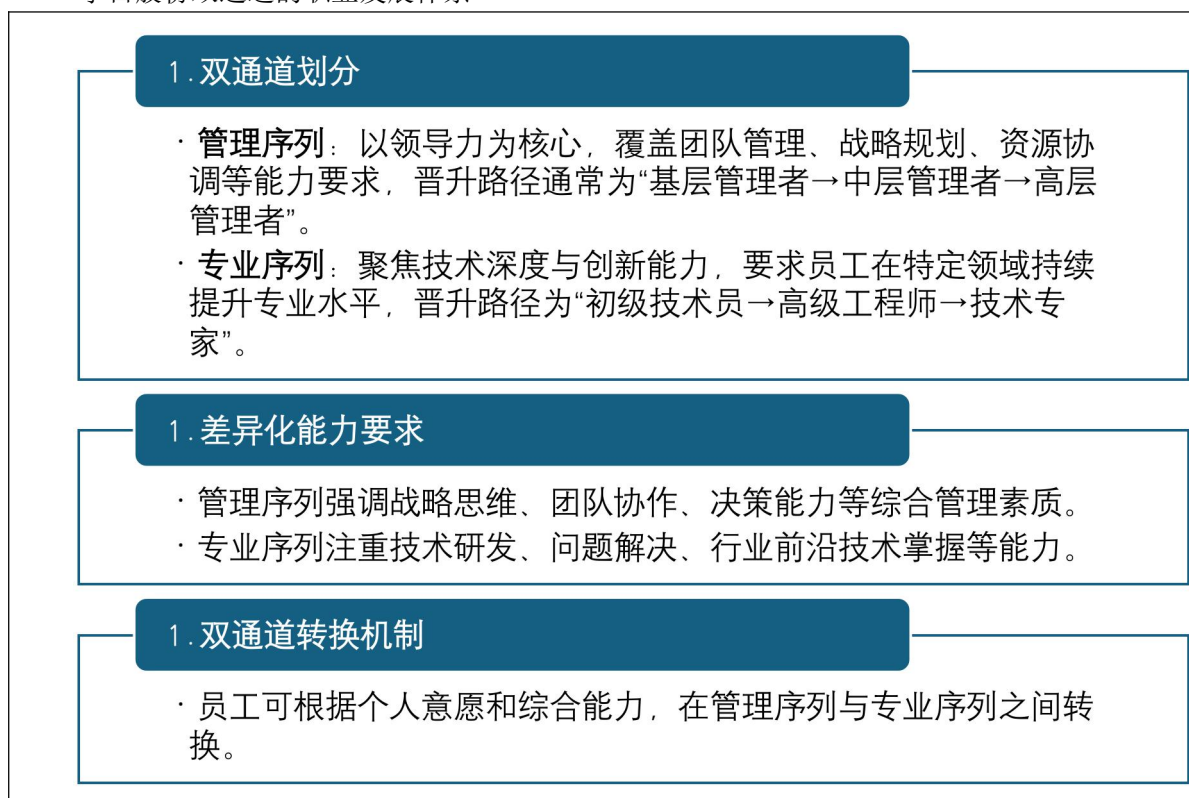 1.双通道划分
· 管理序列：以领导力为核心，覆盖团队管理、战略规划、资源协
调等能力要求，晋升路径通常为“基层管理者→中层管理者→高层
管理者”。
· 专业序列：聚焦技术深度与创新能力，要求员工在特定领域持续
提升专业水平，晋升路径为“初级技术员→高级工程师→技术专
家”。
1.差异化能力要求
· 管理序列强调战略思维、团队协作、决策能力等综合管理素质。
· 专业序列注重技术研发、问题解决、行业前沿技术掌握等能力。
1.双通道转换机制
· 员工可根据个人意愿和综合能力，在管理序列与专业序列之间转
换。